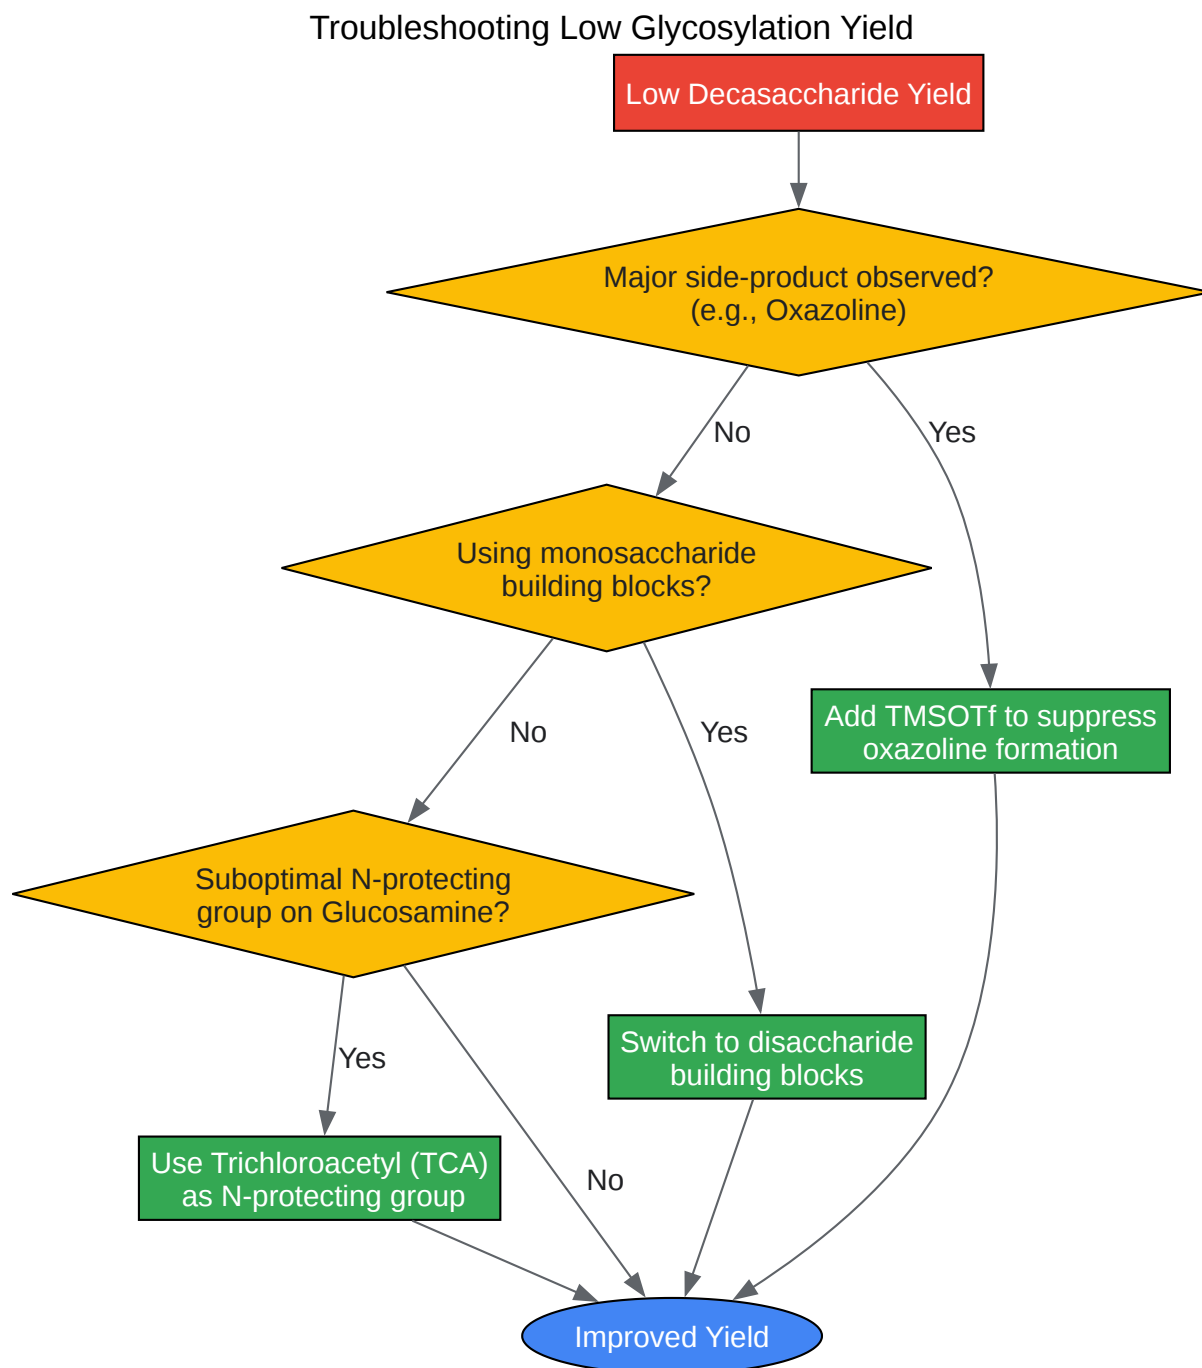 Troubleshooting Low Glycosylation Yield
Low Decasaccharide Yield
Major side-product observed?
(e.g., Oxazoline)
No
Yes
Using monosaccharide
building blocks?
No
Yes
Add TMSOTf to suppress
oxazoline formation
Suboptimal N-protecting
group on Glucosamine?
Yes
No
Switch to disaccharide
building blocks
Use Trichloroacetyl (TCA)
as N-protecting group
Improved Yield